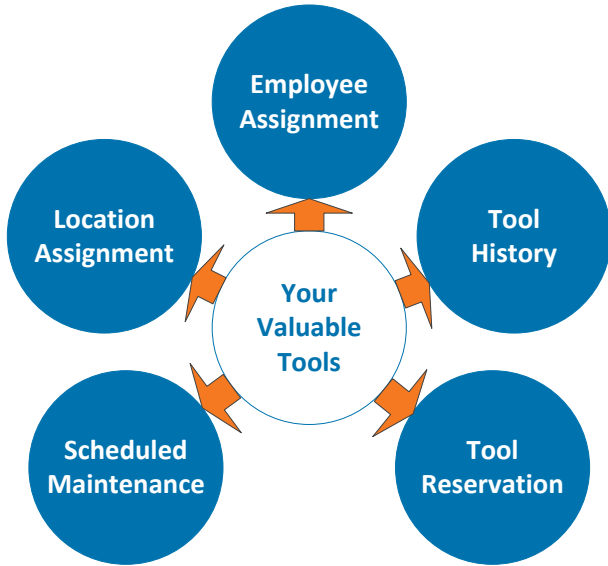 Employee
Assignment
Location
Assignment
Tool
History
Your
Valuable
Tools
Scheduled
Maintenance
Tool
Reservation